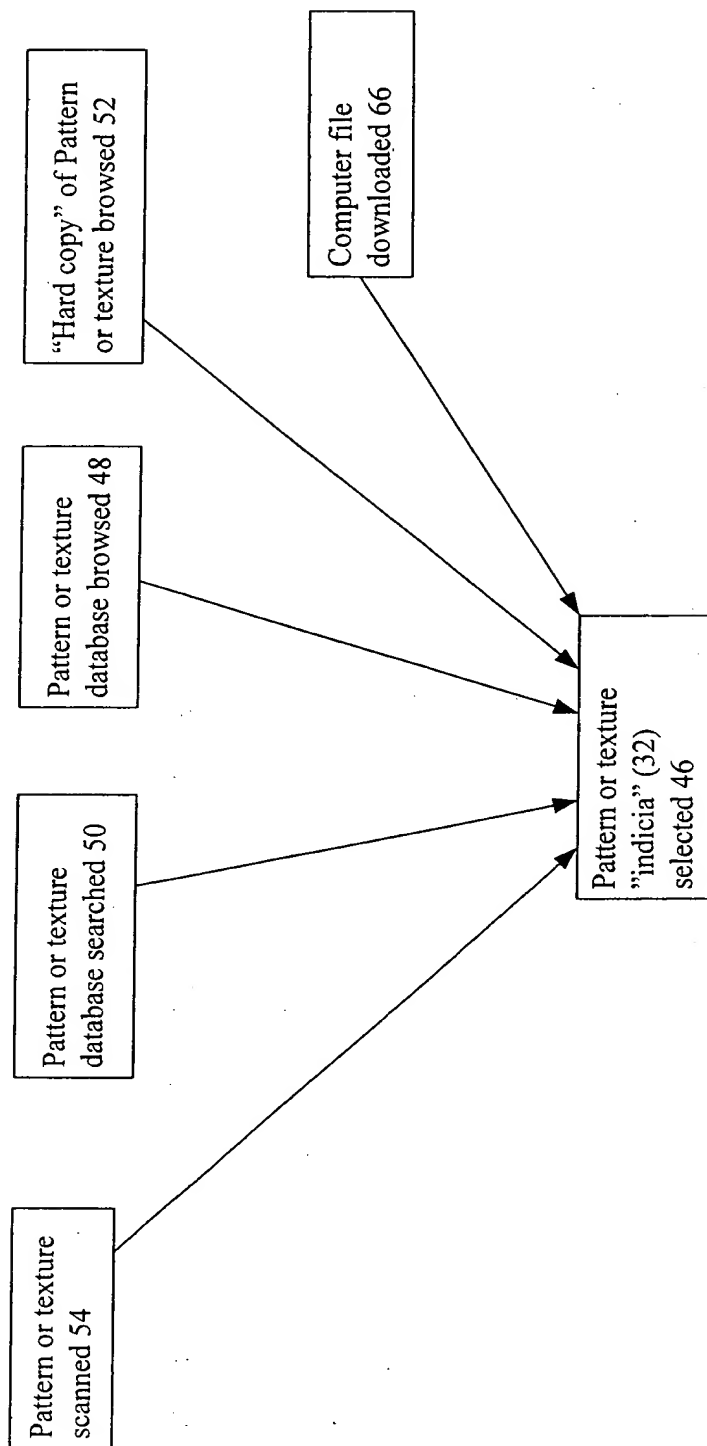 Pattern or texture
scanned 54
Pattern or texture
database searched 50
Pattern or texture
database browsed 48
“Hard copy” of Pattern
or texture browsed 52
Computer file
downloaded 66
Pattern or texture
”indicia” (32)
selected 46